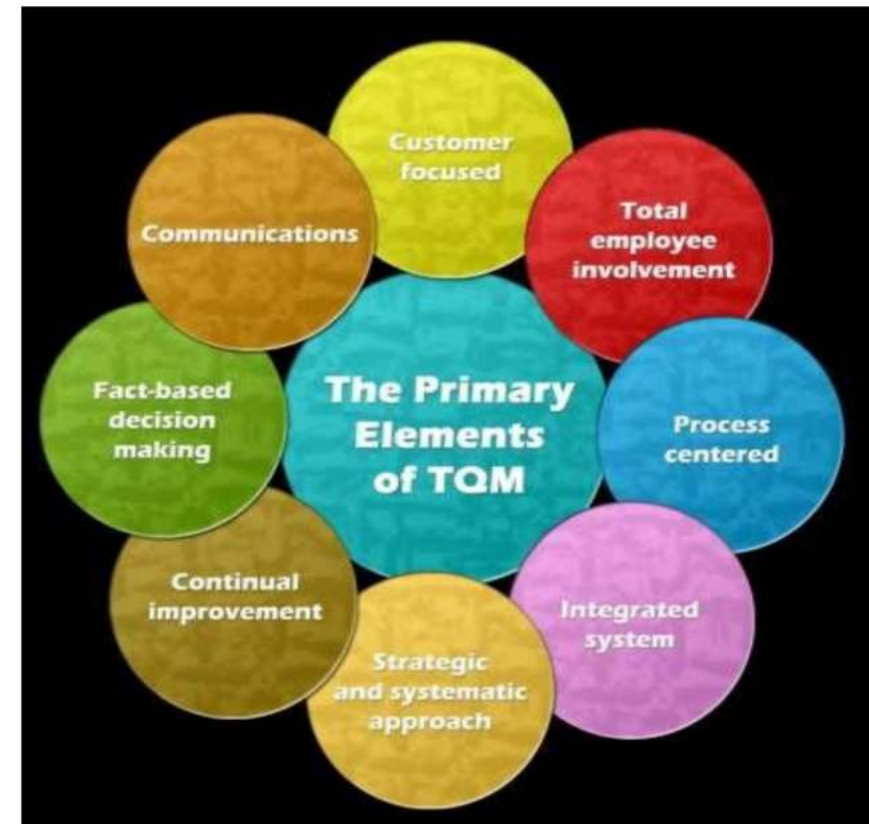 Customer
focused
Total
employee
involvement
Process
centered
Integrated
system
Strategic
and systematic
approach
Continual
improvement
Fact-based
decision
making
Communications
The Primary
Elements
of TQM